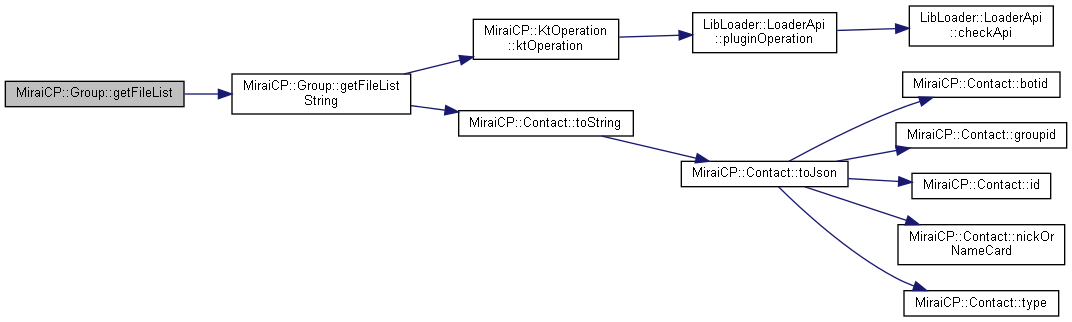 MiraiCP::Group::getFileList
MiraiCP::Group::getFileList
String
MiraiCP::KtOperation
::ktOperation
LibLoader::LoaderApi
::pluginOperation
LibLoader::LoaderApi
::checkApi
MiraiCP::Contact::toString
MiraiCP::Contact::toJson
MiraiCP::Contact::botid
MiraiCP::Contact::groupid
MiraiCP::Contact::id
MiraiCP::Contact::nickOr
NameCard
MiraiCP::Contact::type